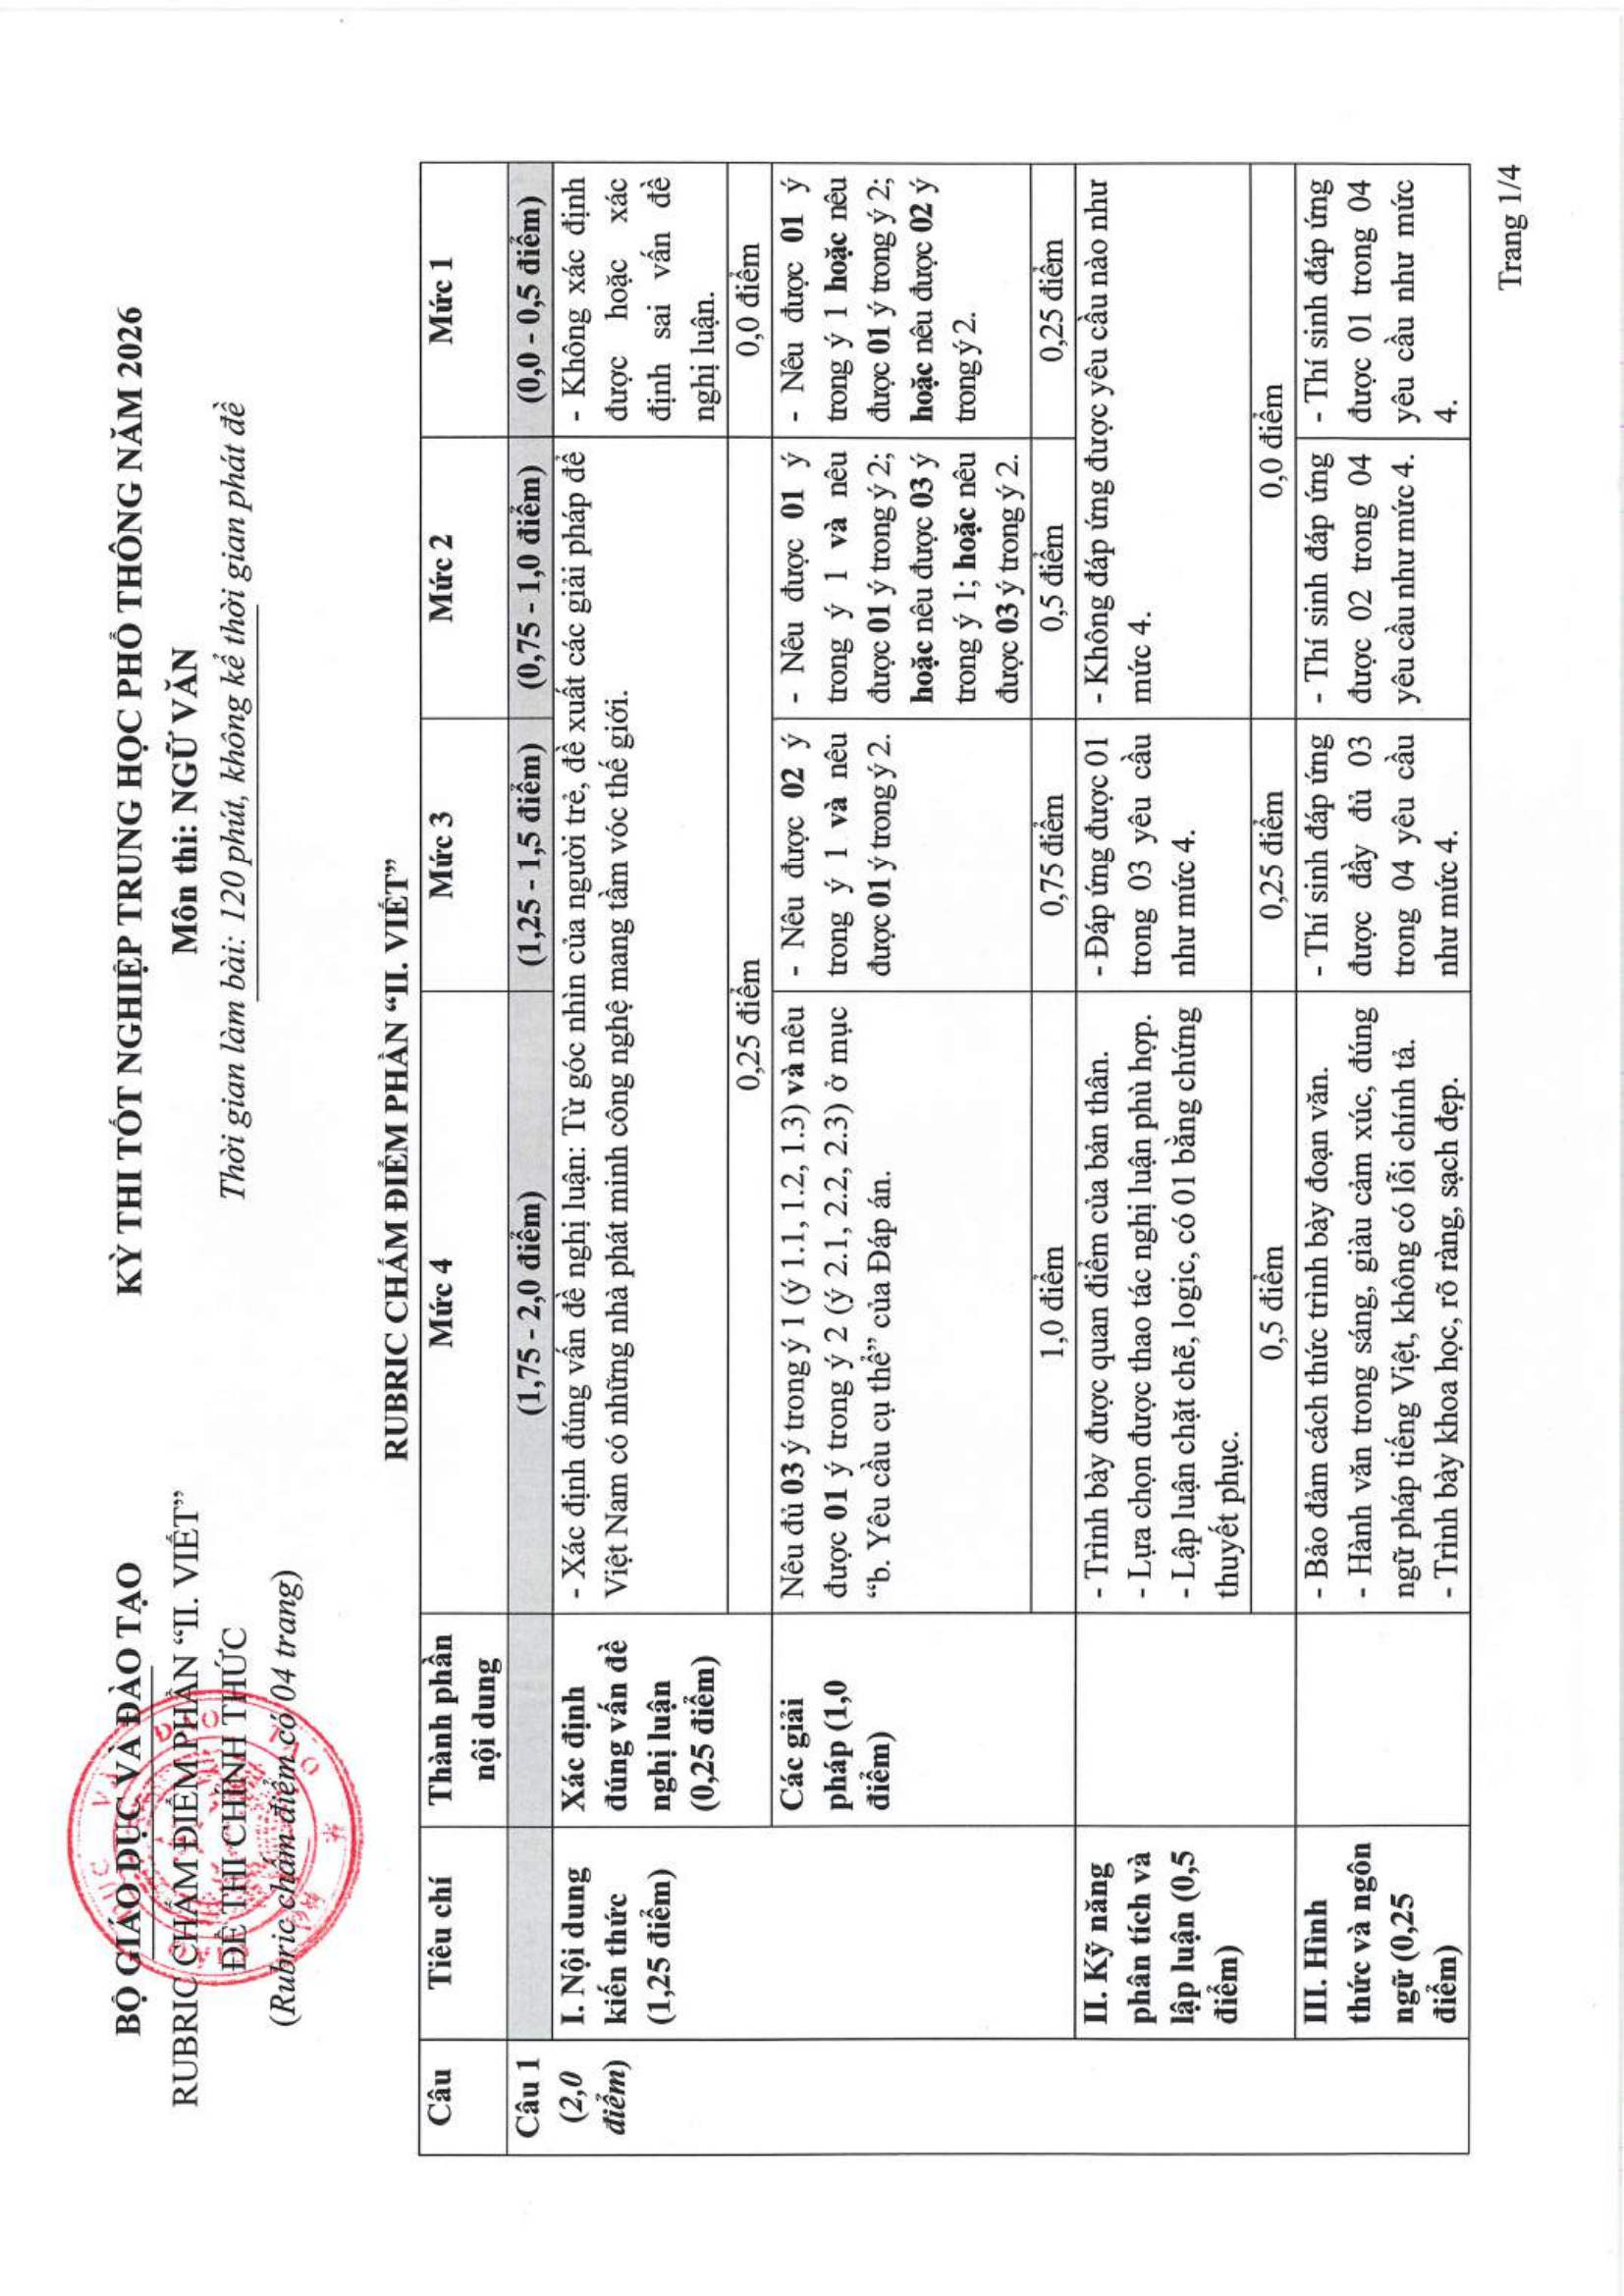 BỘ GIÁO DỤC VÀ ĐÀO TẠO
RUBRIC CHẤM ĐIỂM PHẦN “II. VIẾT”
ĐỀ THI CHÍNH THỨC
(Rubric chấm điểm có 04 trang)
KỲ THI TỐT NGHIỆP TRUNG HỌC PHỔ THÔNG NĂM 2026
Môn thi: NGỮ VĂN
Thời gian làm bài: 120 phút, không kể thời gian phát đề
RUBRIC CHẤM ĐIỂM PHẦN “II. VIẾT”
Câu
Tiêu chí
Thành phần
nội dung
Mức 4
Mức 3
Mức 2
Mức 1
Câu 1
(2,0
điểm)
(1,75 - 2,0 điểm)
(1,25 - 1,5 điểm)
(0,75 - 1,0 điểm)
(0,0 - 0,5 điểm)
I. Nội dung
kiến thức
(1,25 điểm)
Xác định
đúng vấn đề
nghị luận
(0,25 điểm)
- Xác định đúng vấn đề nghị luận: Từ góc nhìn của người trẻ, đề xuất các giải pháp để
Việt Nam có những nhà phát minh công nghệ mang tầm vóc thế giới.
- Không xác định
được hoặc xác
định sai vấn đề
nghị luận.
0,25 điểm
0,0 điểm
Các giải
pháp (1,0
điểm)
Nêu đủ 03 ý trong ý 1 (ý 1.1, 1.2, 1.3) và nêu
được 01 ý trong ý 2 (ý 2.1, 2.2, 2.3) ở mục
“b. Yêu cầu cụ thể” của Đáp án.
- Nêu được 02 ý
trong ý 1 và nêu
được 01 ý trong ý 2.
- Nêu được 01 ý
trong ý 1 và nêu
được 01 ý trong ý 2;
hoặc nêu được 03 ý
trong ý 1; hoặc nêu
được 03 ý trong ý 2.
- Nêu được 01 ý
trong ý 1 hoặc nêu
được 01 ý trong ý 2;
hoặc nêu được 02 ý
trong ý 2.
1,0 điểm
0,75 điểm
0,5 điểm
0,25 điểm
II. Kỹ năng
phân tích và
lập luận (0,5
điểm)
- Trình bày được quan điểm của bản thân.
- Lựa chọn được thao tác nghị luận phù hợp.
- Lập luận chặt chẽ, logic, có 01 bằng chứng
thuyết phục.
- Đáp ứng được 01
trong 03 yêu cầu
như mức 4.
- Không đáp ứng được yêu cầu nào như
mức 4.
0,5 điểm
0,25 điểm
0,0 điểm
III. Hình
thức và ngôn
ngữ (0,25
điểm)
- Bảo đảm cách thức trình bày đoạn văn.
- Hành văn trong sáng, giàu cảm xúc, đúng
ngữ pháp tiếng Việt, không có lỗi chính tả.
- Trình bày khoa học, rõ ràng, sạch đẹp.
- Thí sinh đáp ứng
được đầy đủ 03
trong 04 yêu cầu
như mức 4.
- Thí sinh đáp ứng
được 02 trong 04
yêu cầu như mức 4.
- Thí sinh đáp ứng
được 01 trong 04
yêu cầu như mức
4.
Trang 1/4